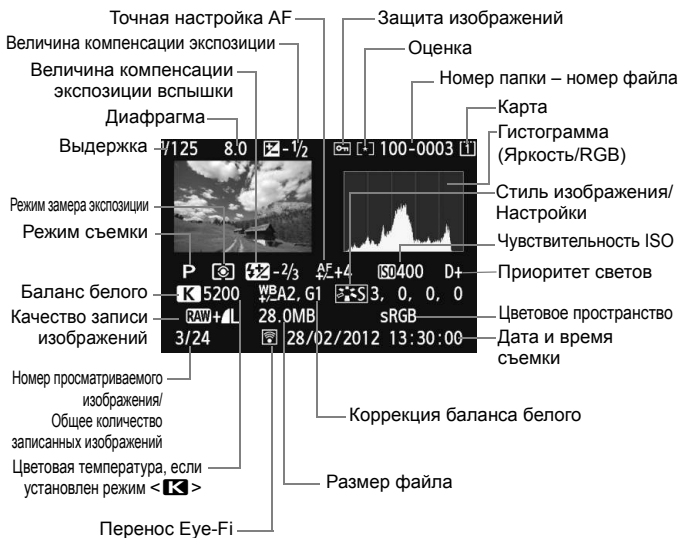 Точная настройка AF
Защита изображений
Величина компенсации экспозиции
Оценка
Величина компенсации
экспозиции вспышки
Номер папки – номер файла
Диафрагма
Карта
Выдержка
Гистограмма
(Яркость/RGB)
/125 8.0 -1/2 100-0003 1
Режим замера экспозиции
Стиль изображения/
Настройки
Режим съемки
Чувствительность ISO
P -2/3 AF+4 ISO400 D+
Приоритет светов
Баланс белого
K 5200 WB A2, G1 S 3, 0, 0, 0
Качество записи
изображений
RAW+L 28.0MB sRGB
Цветовое пространство
3/24 28/02/2012 13:30:00
Дата и время
съемки
Номер просматриваемого
изображения/
Общее количество
записанных изображений
Коррекция баланса белого
Цветовая температура, если
установлен режим < K >
Размер файла
Перенос Eye-Fi